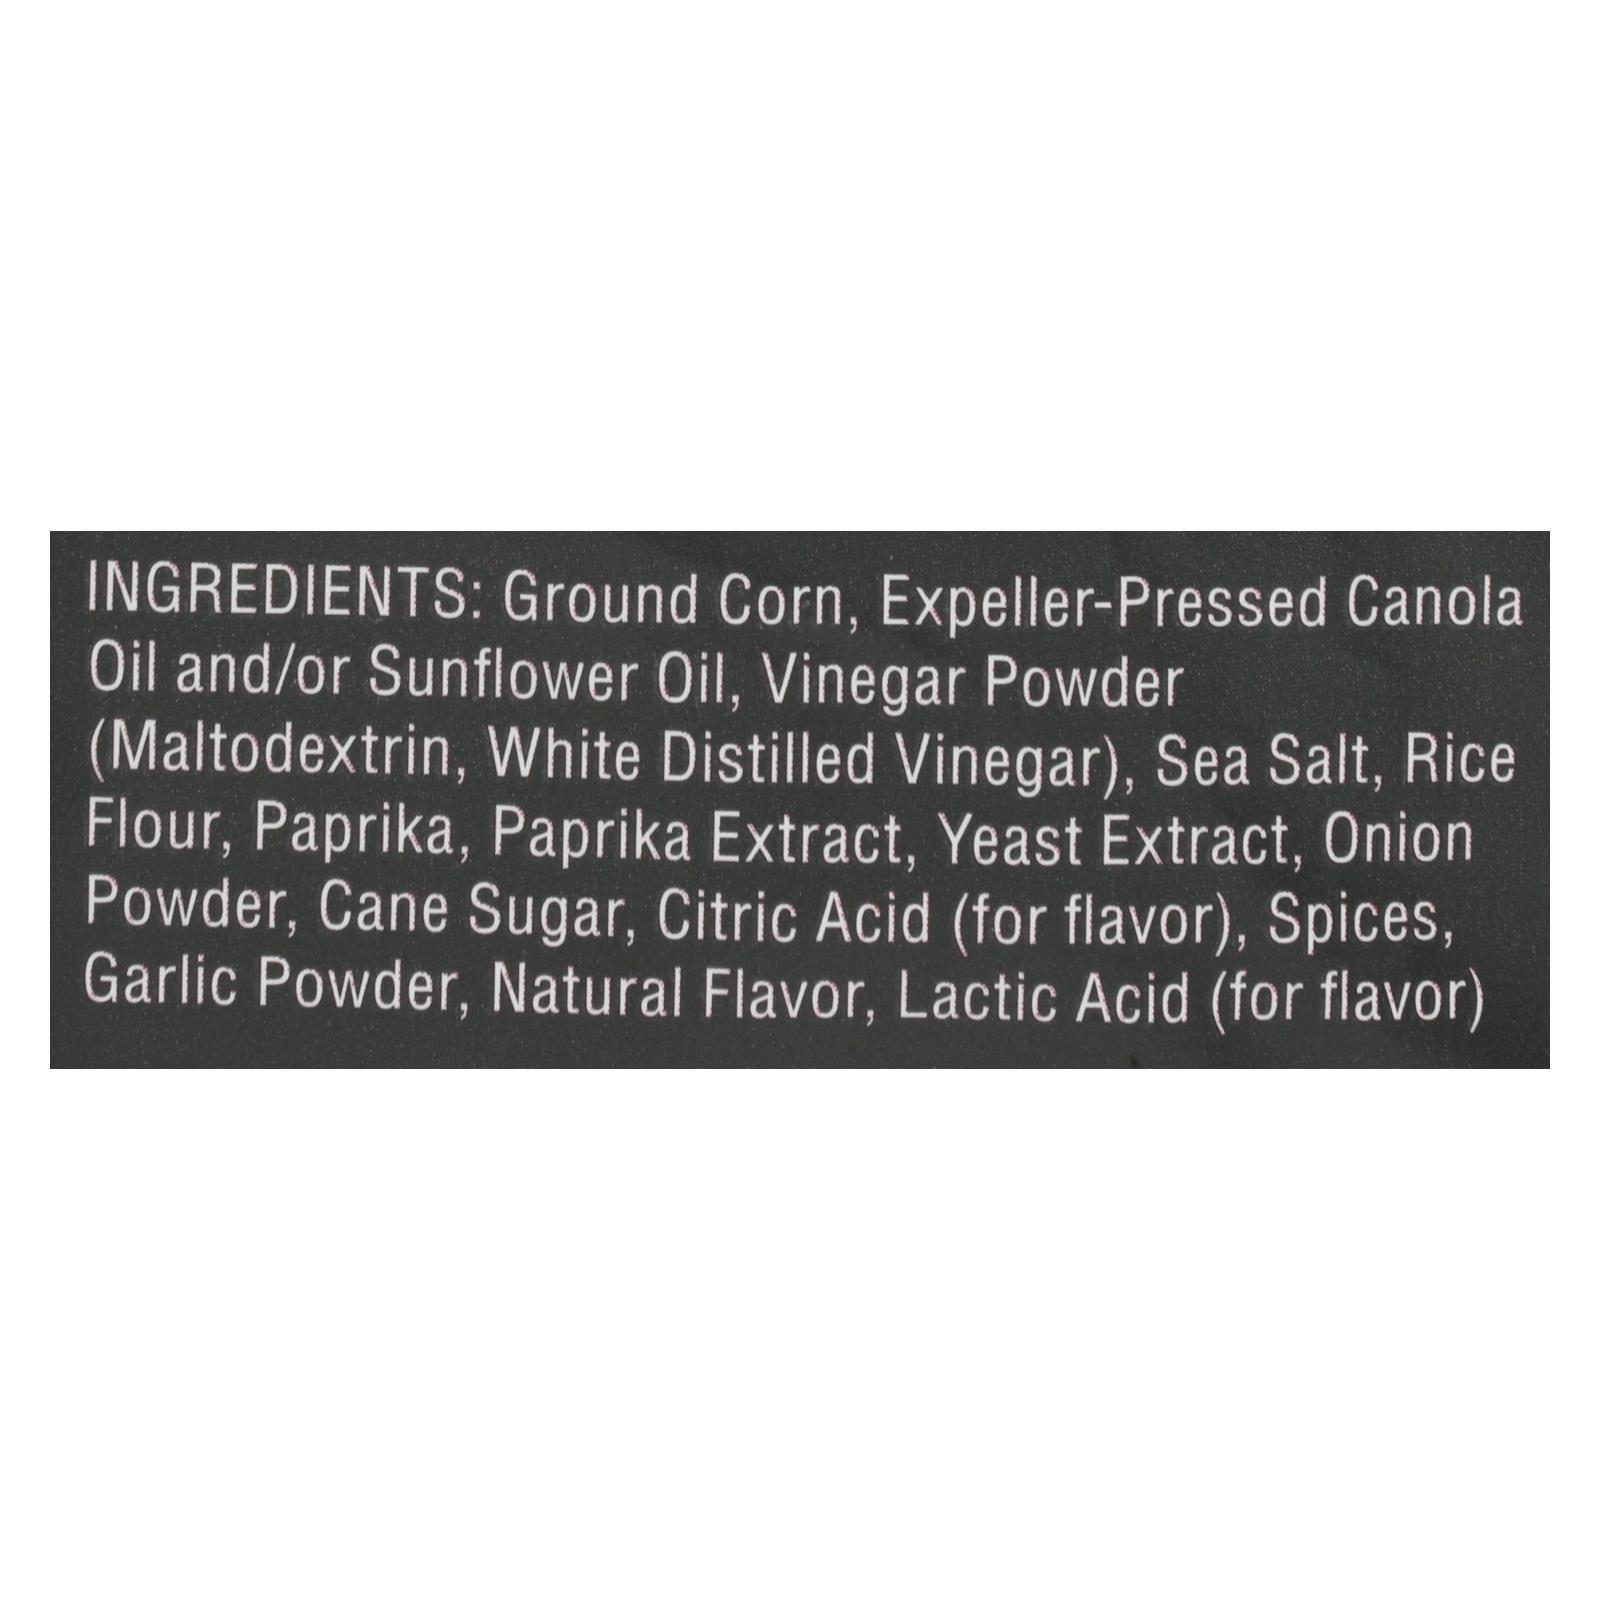 INGREDIENTS: Ground Corn, Expeller-Pressed Canola
Oil and/or Sunflower Oil, Vinegar Powder
(Maltodextrin, White Distilled Vinegar), Sea Salt, Rice
Flour, Paprika, Paprika Extract, Yeast Extract, Onion
Powder, Cane Sugar, Citric Acid (for flavor), Spices,
Garlic Powder, Natural Flavor, Lactic Acid (for flavor)